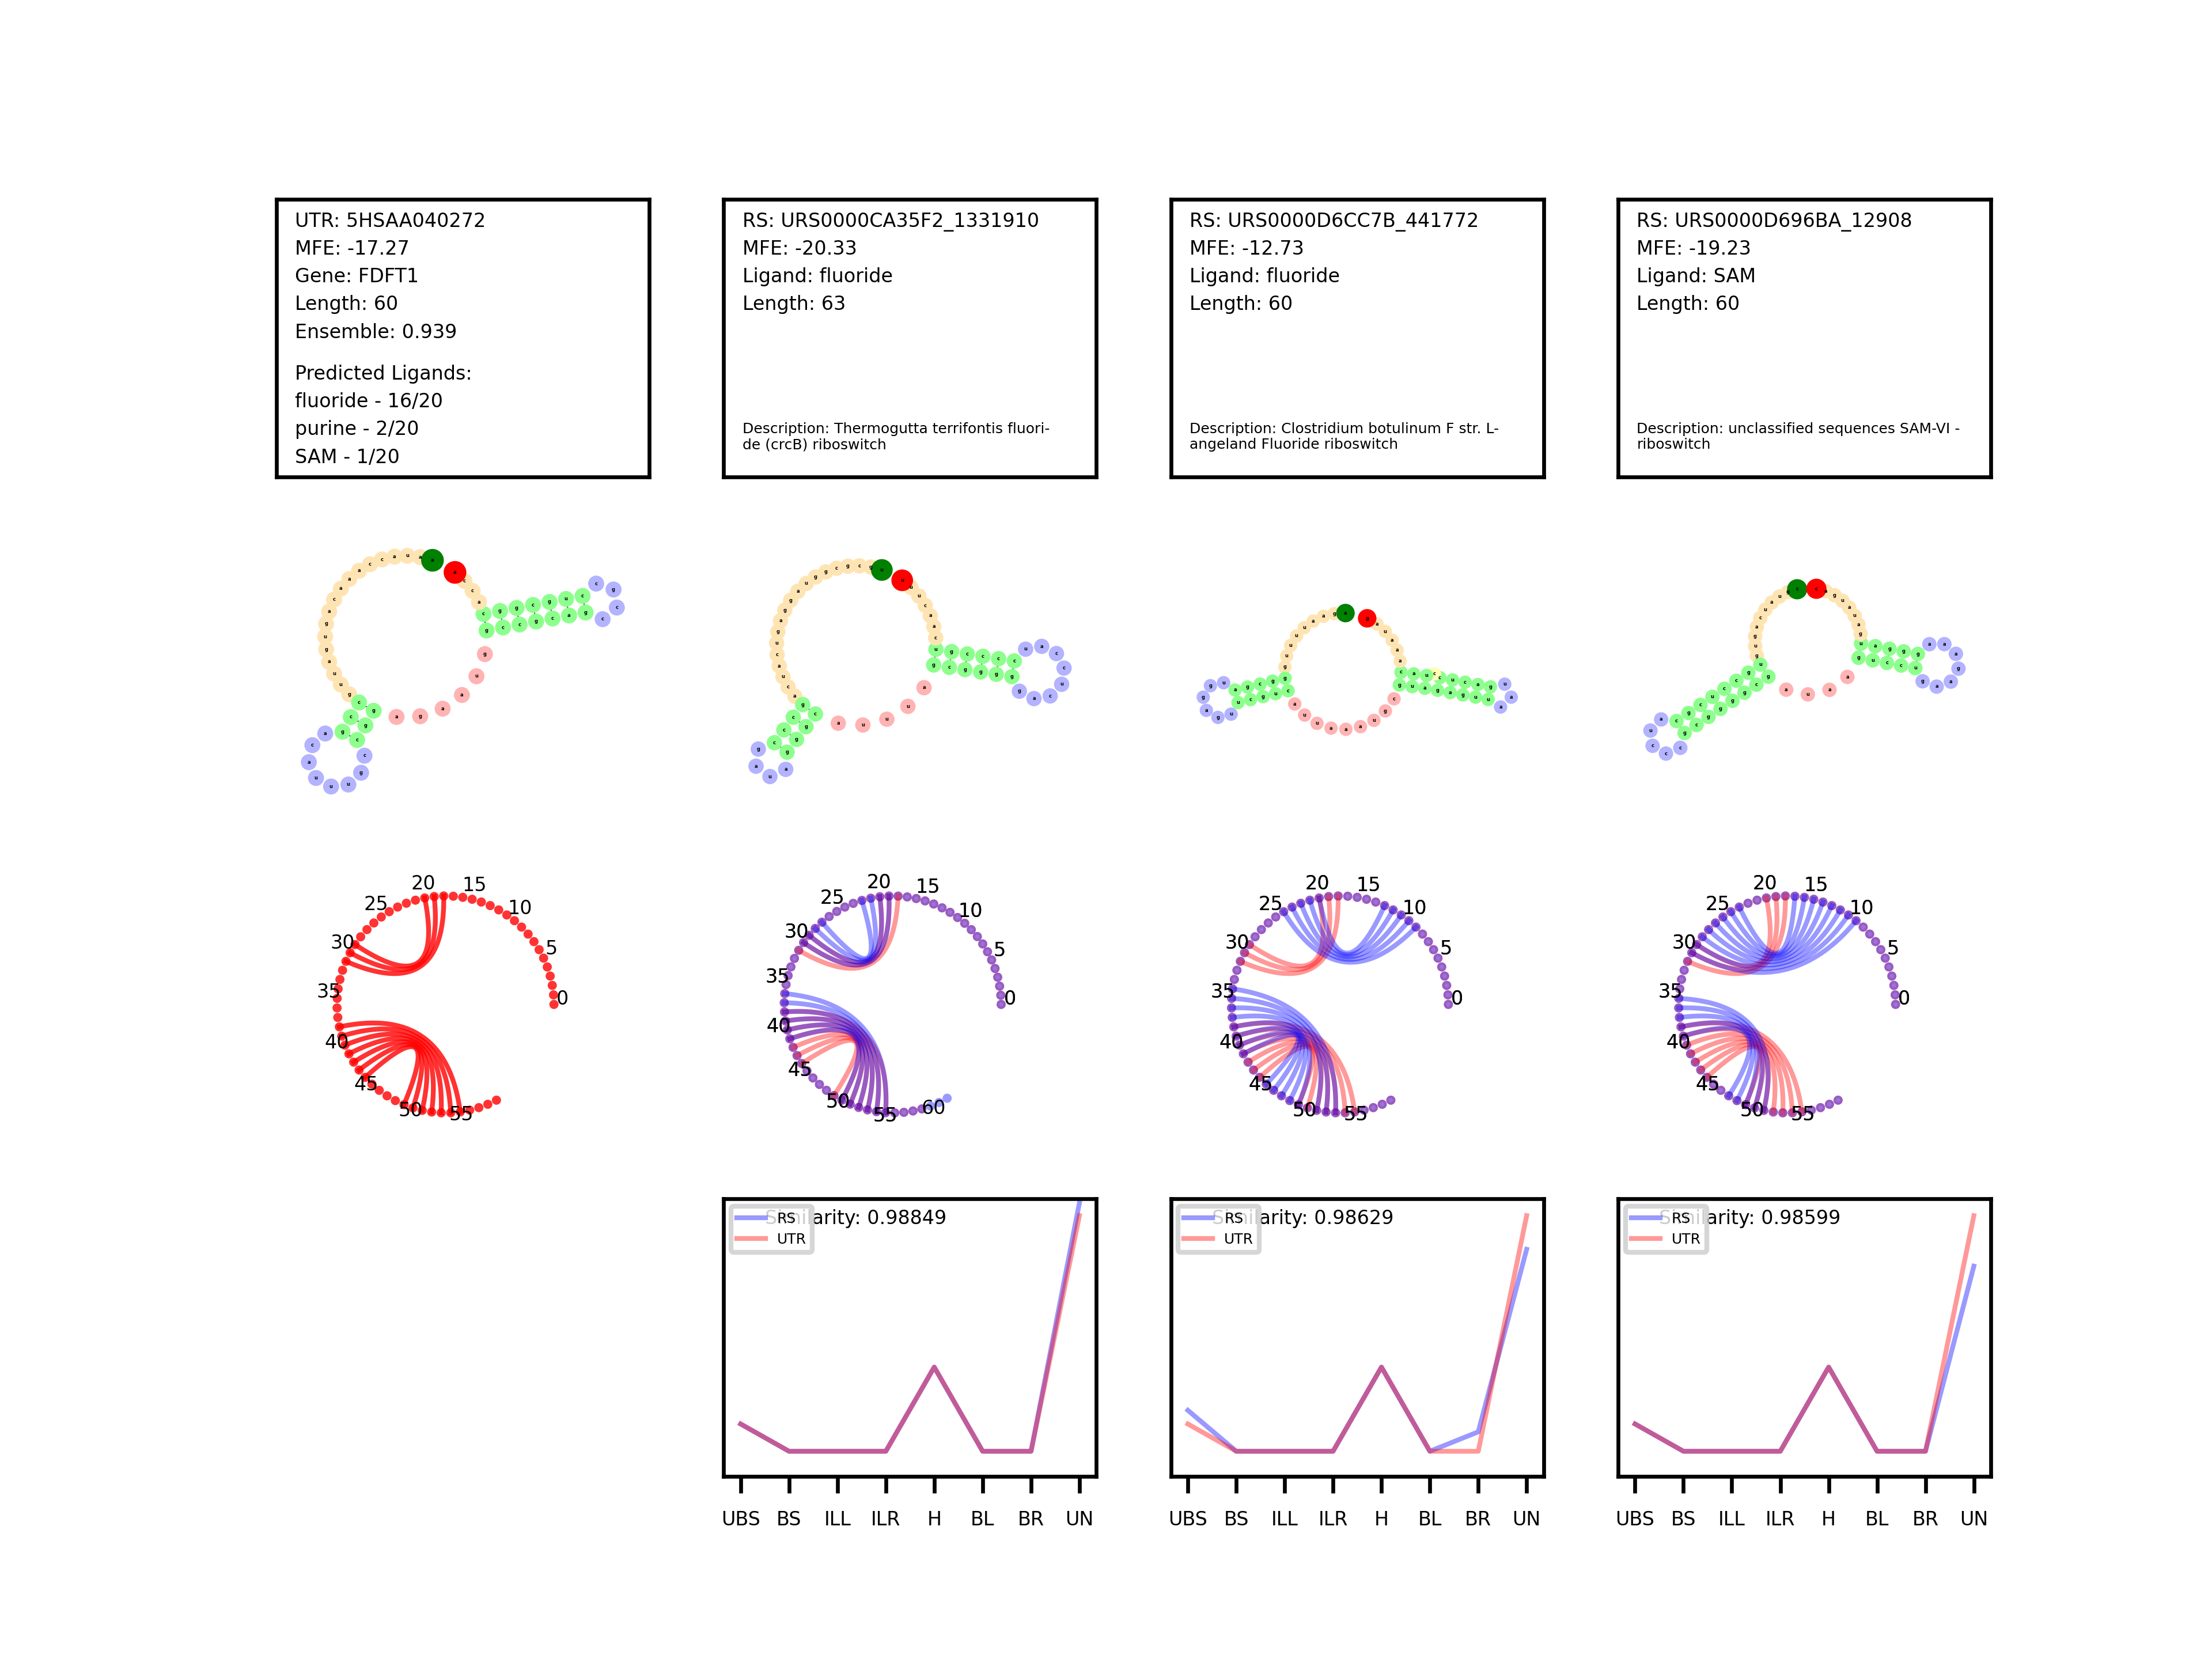 UTR: 5HSAA040272
MFE: -17.27
Gene: FDFT1
Length: 60
Ensemble: 0.939
Predicted Ligands:
fluoride - 16/20
purine - 2/20
SAM - 1/20
RS: URS0000CA35F2_1331910
MFE: -20.33
Ligand: fluoride
Length: 63
Description: Thermogutta terrifontis fluori-
de (crcB) riboswitch
RS: URS0000D6CC7B_441772
MFE: -12.73
Ligand: fluoride
Length: 60
Description: Clostridium botulinum F str. L-
angeland Fluoride riboswitch
RS: URS0000D696BA_12908
MFE: -19.23
Ligand: SAM
Length: 60
Description: unclassified sequences SAM-VI -
riboswitch
0 5 10 15 20 25 30 35 40 45 50 55
0 5 10 15 20 25 30 35 40 45 50 55 60
0 5 10 15 20 25 30 35 40 45 50 55
0 5 10 15 20 25 30 35 40 45 50 55
Similarity: 0.98849
RS
UTR
UBS BS ILL ILR H BL BR UN
Similarity: 0.98629
RS
UTR
UBS BS ILL ILR H BL BR UN
Similarity: 0.98599
RS
UTR
UBS BS ILL ILR H BL BR UN